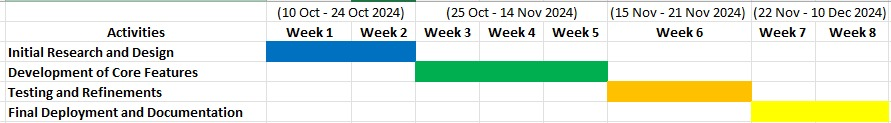 (10 Oct - 24 Oct 2024) (25 Oct - 14 Nov 2024) (15 Nov - 21 Nov 2024) (22 Nov - 10 Dec 2024)
Activities Week 1 Week 2 Week 3 Week 4 Week 5 Week 6 Week 7 Week 8
Initial Research and Design
Development of Core Features
Testing and Refinements
Final Deployment and Documentation